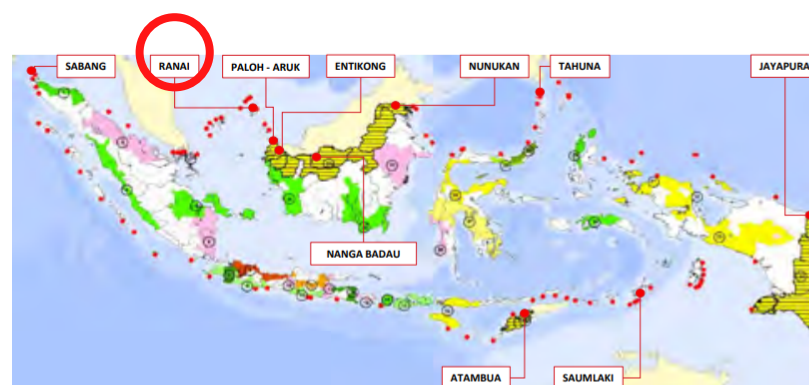 SABANG
RANAI
PALOH - ARUK
ENTIKONG
NUNUKAN
TAHUNA
JAYAPURA
NANGA BADAU
ATAMBUA
SAUMLAKI